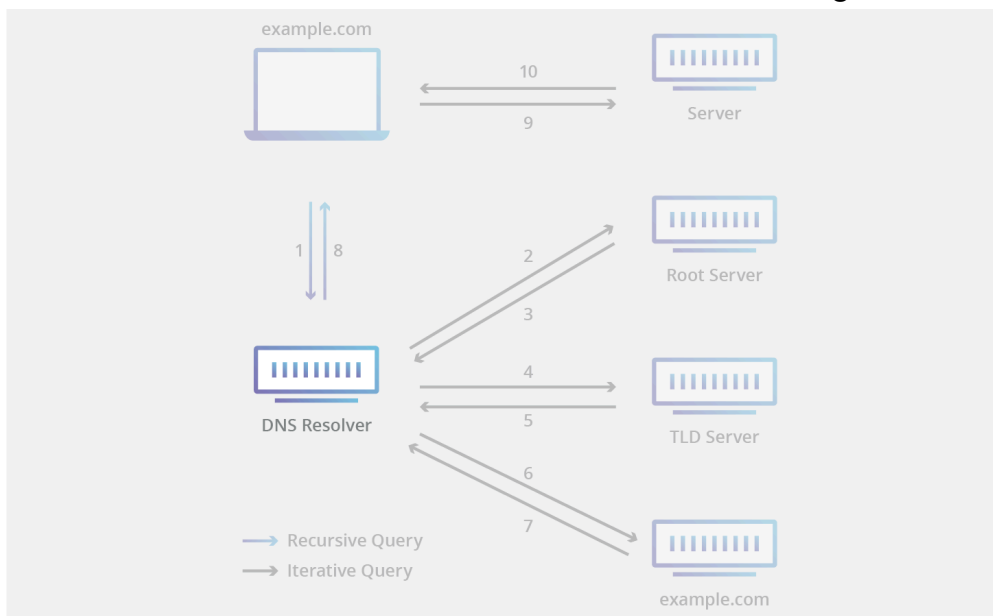 example.com
10
9
Server
1
8
2
3
Root Server
DNS Resolver
4
5
TLD Server
6
7
Recursive Query
Iterative Query
example.com